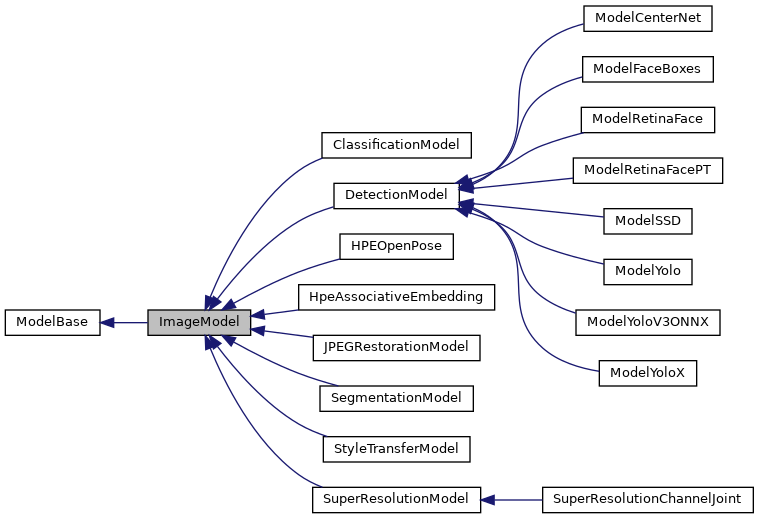 ModelBase
ImageModel
ClassificationModel
DetectionModel
HPEOpenPose
HpeAssociativeEmbedding
JPEGRestorationModel
SegmentationModel
StyleTransferModel
SuperResolutionModel
ModelCenterNet
ModelFaceBoxes
ModelRetinaFace
ModelRetinaFacePT
ModelSSD
ModelYolo
ModelYoloV3ONNX
ModelYoloX
SuperResolutionChannelJoint